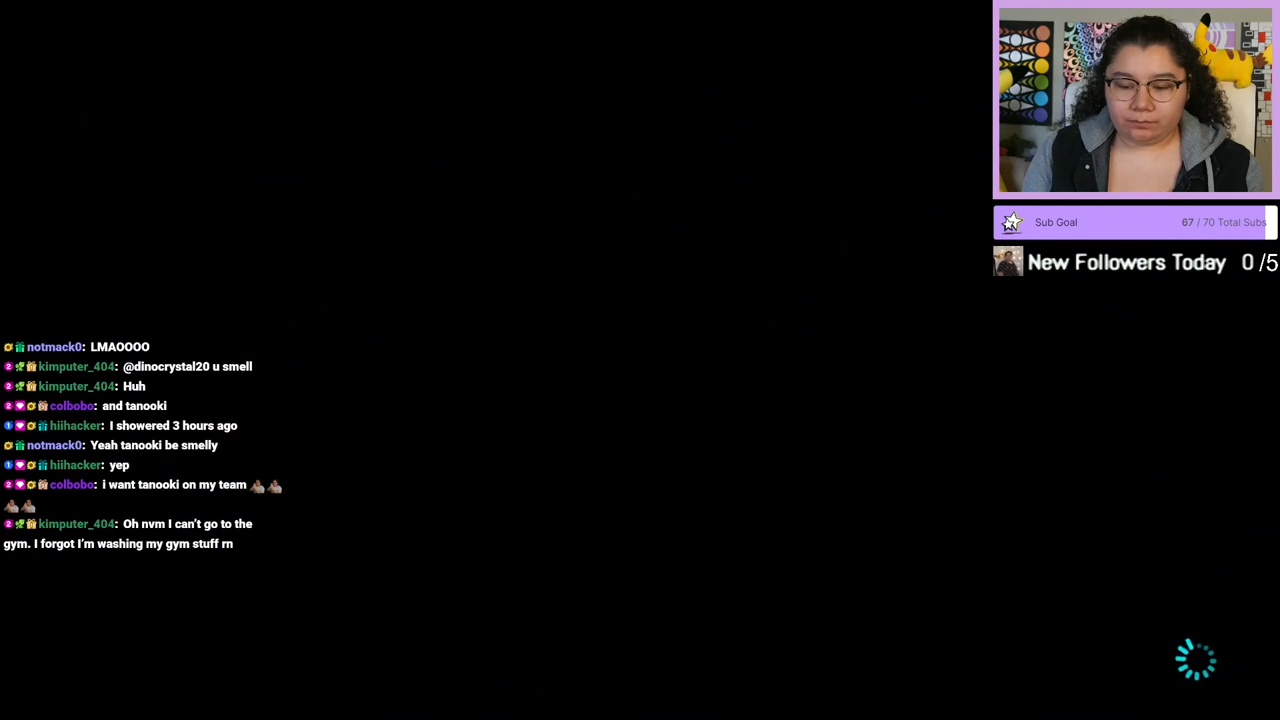 Sub Goal 67 / 70 Total Subs
New Followers Today 0 /5
notmack0: LMAOOOO
kimputer_404: @dinocrystal20 u smell
kimputer_404: Huh
colbobo: and tanooki
hiihacker: I showered 3 hours ago
notmack0: Yeah tanooki be smelly
hiihacker: yep
colbobo: i want tanooki on my team
kimputer_404: Oh nvm I can't go to the
gym. I forgot I'm washing my gym stuff rn